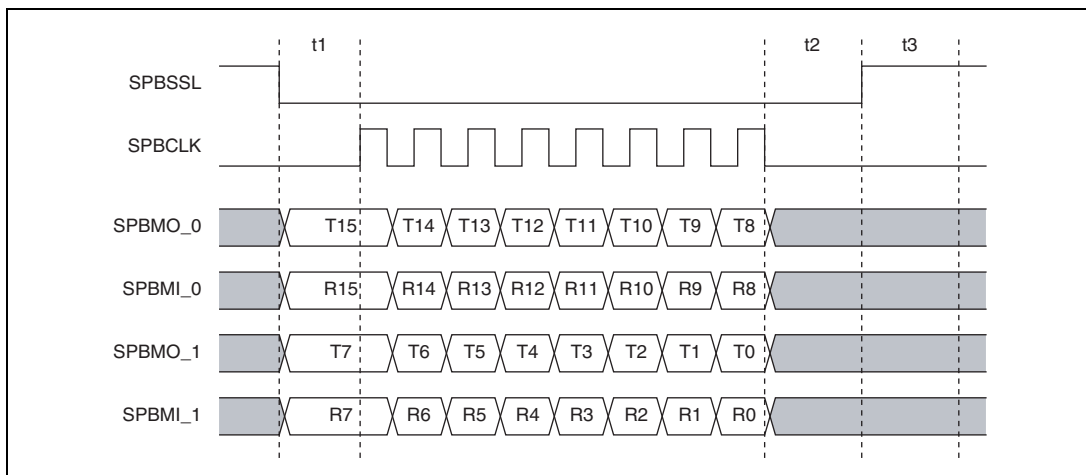 t1 t2 t3
SPBSSL
SPBCLK
SPBMO_0 T15 T14 T13 T12 T11 T10 T9 T8
SPBMI_0 R15 R14 R13 R12 R11 R10 R9 R8
SPBMO_1 T7 T6 T5 T4 T3 T2 T1 T0
SPBMI_1 R7 R6 R5 R4 R3 R2 R1 R0